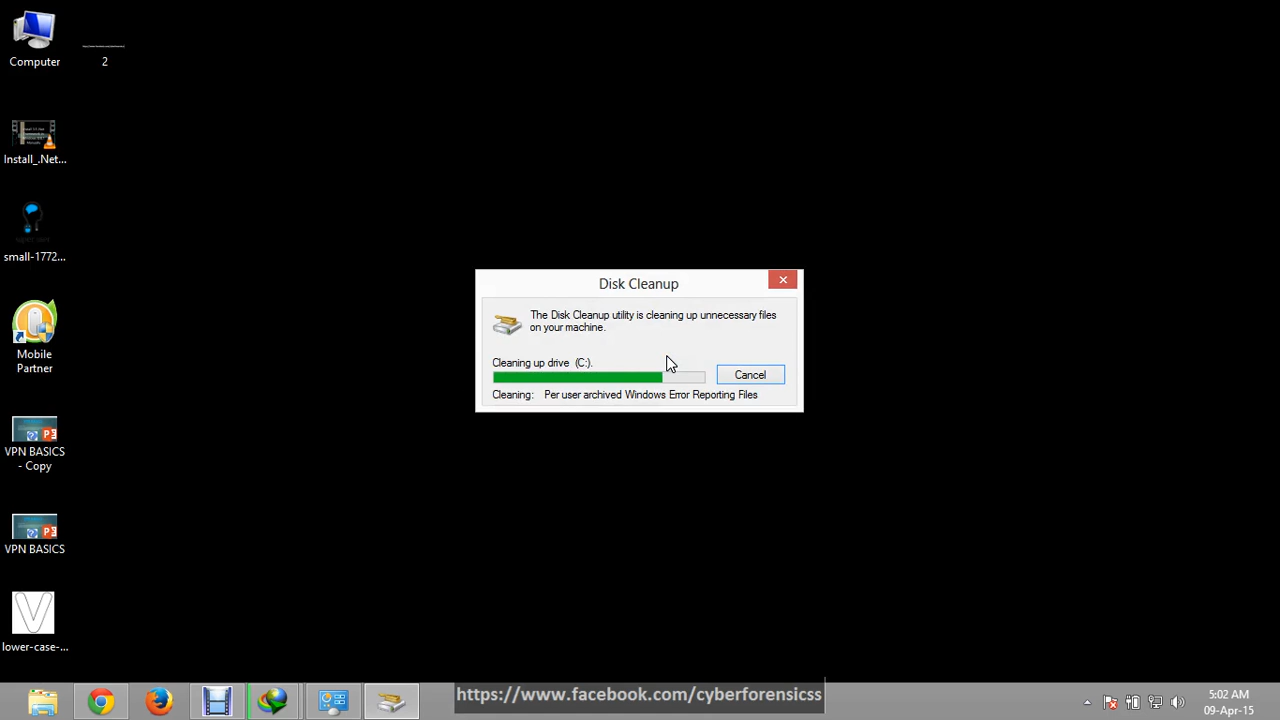 Computer
2
Install_.Net...
small-1772...
Mobile
Partner
VPN BASICS
- Copy
VPN BASICS
lower-case-...
Disk Cleanup
The Disk Cleanup utility is cleaning up unnecessary files
on your machine.
Cleaning up drive (C:).
Cancel
Cleaning: Per user archived Windows Error Reporting Files
https://www.facebook.com/cyberforensicss
5:02 AM
09-Apr-15